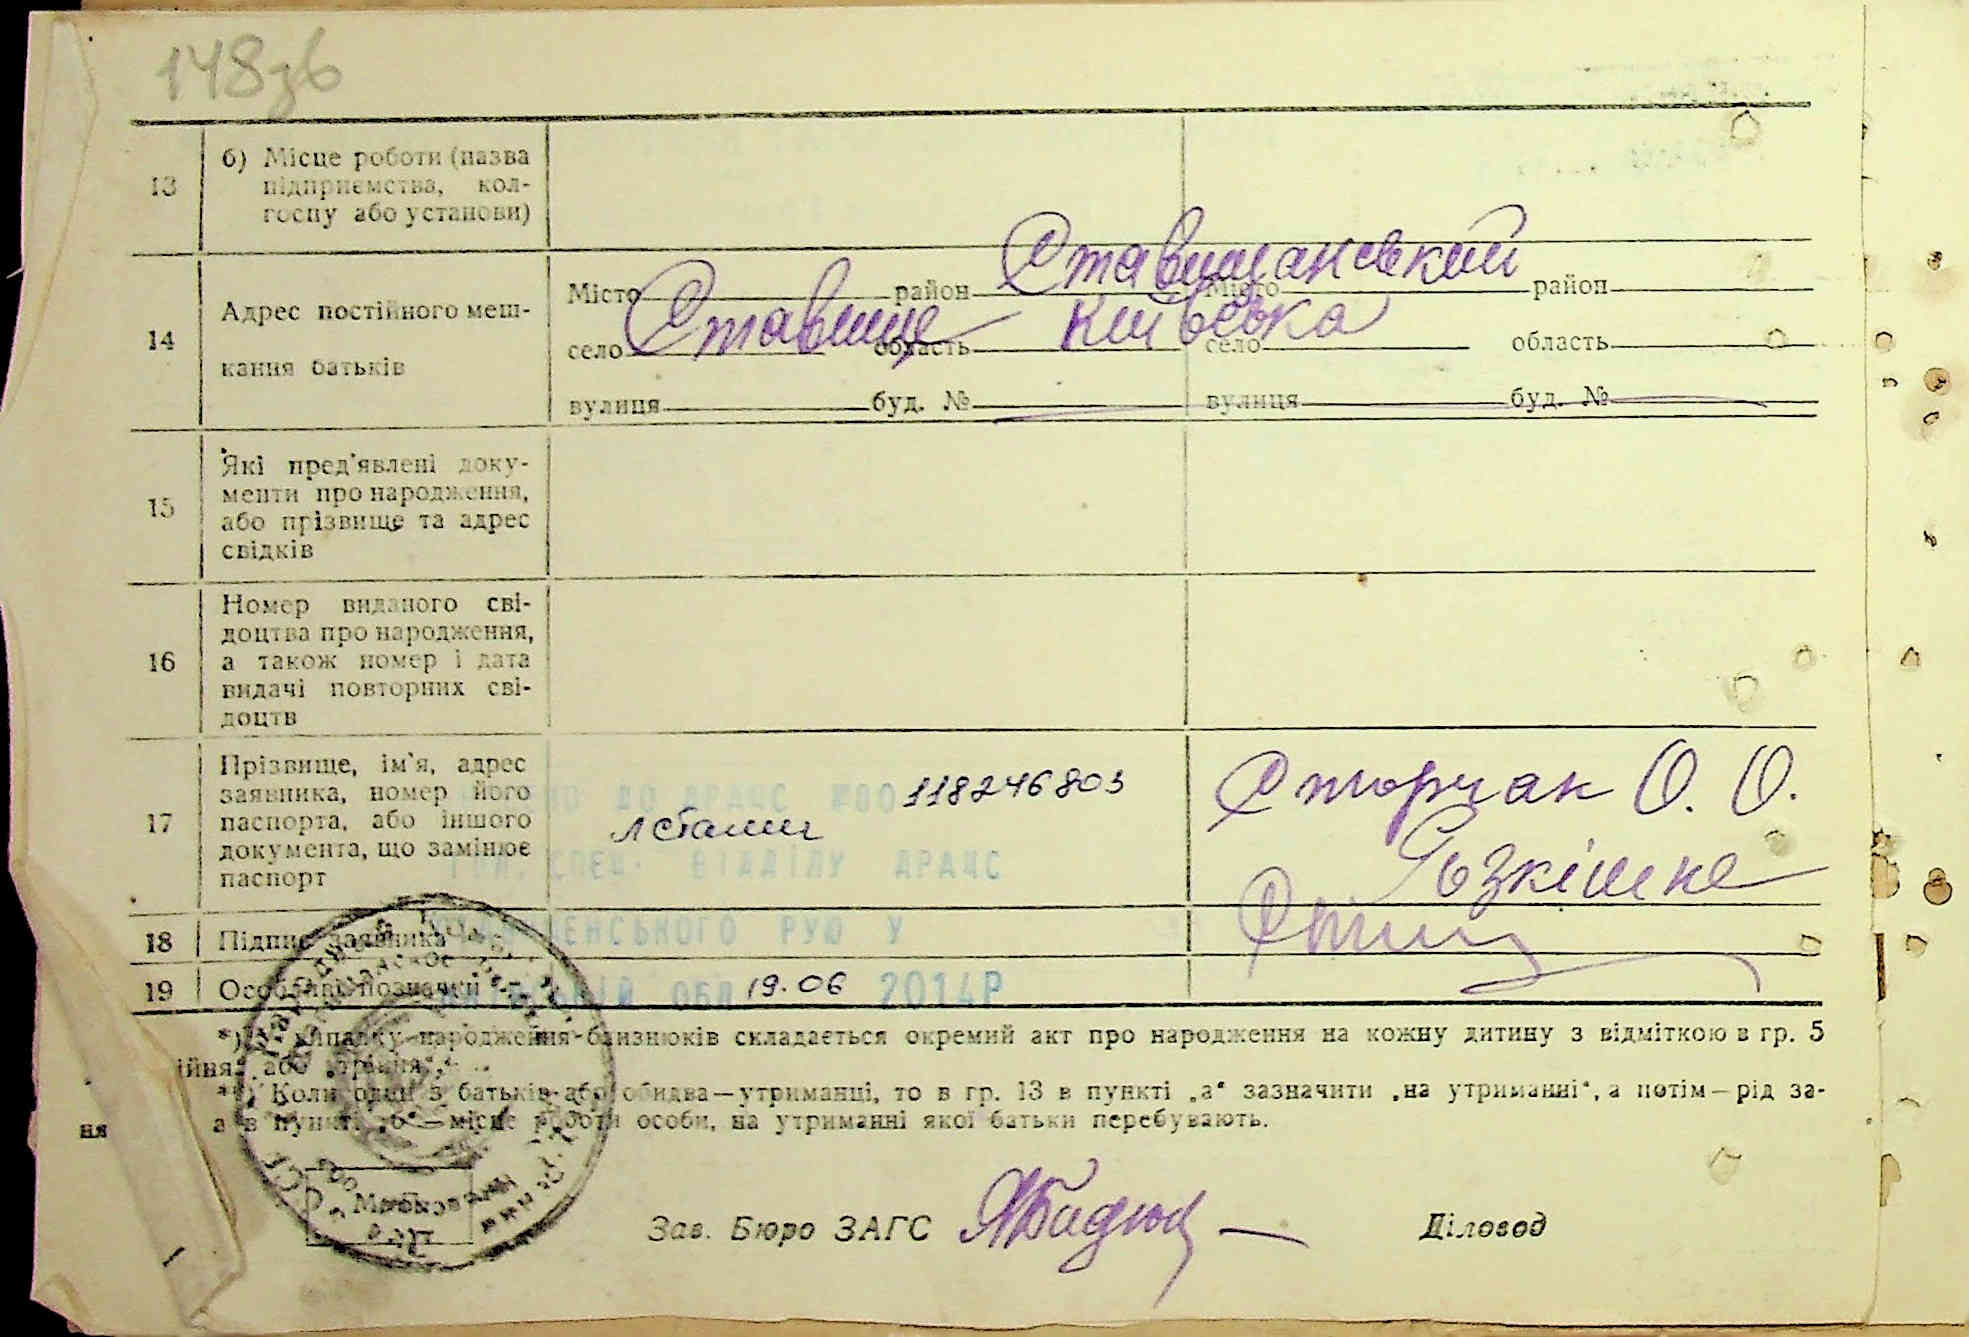 148зв
13 б) Місце роботи (назва
підприємства, кол-
госпу або установи)
14 Адрес постійного меш-
кання батьків
Місто район Ставищанський Місто район
село Ставище область Київська село область
вулиця буд. № вулиця буд. №
15 Які пред'явлені доку-
менти про народження,
або прізвище та адрес
свідків
16 Номер виданого сві-
доцтва про народження,
а також номер і дата
видачі повторних сві-
доцтв
17 Прізвище, ім'я, адрес
заявника, номер його
паспорта, або іншого
документа, що замінює
паспорт
ДО ДРАЦС №00 118246803
СПЕЦ. ВІДДІЛУ ДРАЦС
РУЮ У
ОБЛ 19.06 2014Р
О. О.
18 Підпис заявника
19 Особливі позначки
*) У випадку народження близнюків складається окремий акт про народження на кожну дитину з відміткою в гр. 5
або „трійня“.
**) Коли один з батьків або обидва—утриманці, то в гр. 13 в пункті „а“ зазначити „на утриманні“, а потім—рід за-
ня а в пункті „б“—місце роботи особи, на утриманні якої батьки перебувають.
Зав. Бюро ЗАГС Діловод